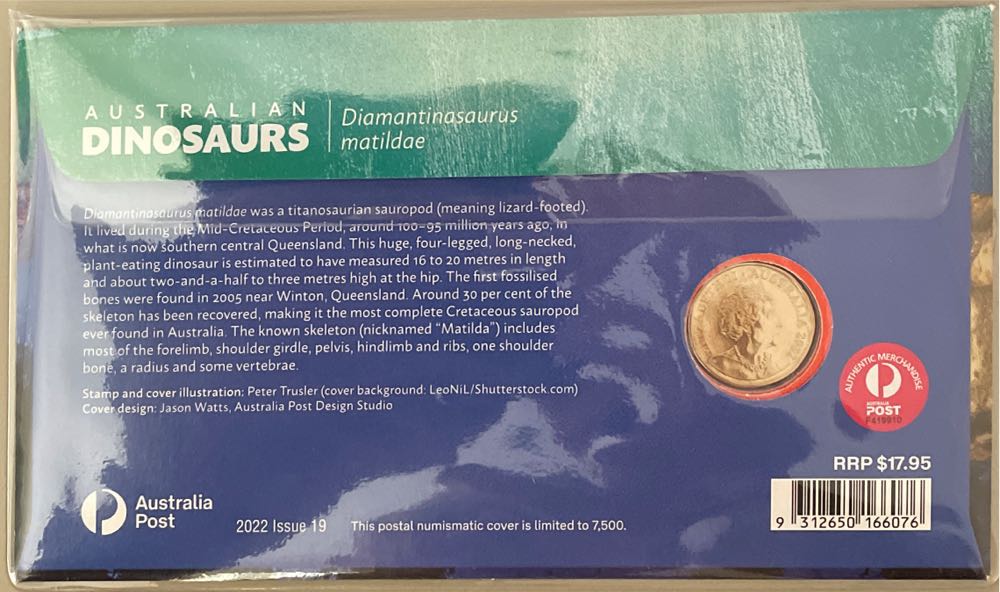 AUSTRALIAN
DINOSAURS
Diamantinasaurus
matildae
Diamantinasaurus matildae was a titanosaurian sauropod (meaning lizard-footed).
It lived during the Mid-Cretaceous Period, around 100–95 million years ago, in
what is now southern central Queensland. This huge, four-legged, long-necked,
plant-eating dinosaur is estimated to have measured 16 to 20 metres in length
and about two-and-a-half to three metres high at the hip. The first fossilised
bones were found in 2005 near Winton, Queensland. Around 30 per cent of the
skeleton has been recovered, making it the most complete Cretaceous sauropod
ever found in Australia. The known skeleton (nicknamed “Matilda”) includes
most of the forelimb, shoulder girdle, pelvis, hindlimb and ribs, one shoulder
bone, a radius and some vertebrae.
Stamp and cover illustration: Peter Trusler (cover background: LeoNiL/Shutterstock.com)
Cover design: Jason Watts, Australia Post Design Studio
AUSTRALIA
AUTHENTIC MERCHANDISE
AUSTRALIA
POST
F419910
RRP $17.95
9 312650 166076
Australia
Post
2022 Issue 19
This postal numismatic cover is limited to 7,500.